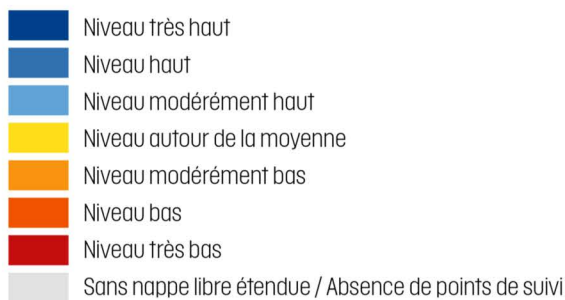 Niveau très haut
Niveau haut
Niveau modérément haut
Niveau autour de la moyenne
Niveau modérément bas
Niveau bas
Niveau très bas
Sans nappe libre étendue / Absence de points de suivi